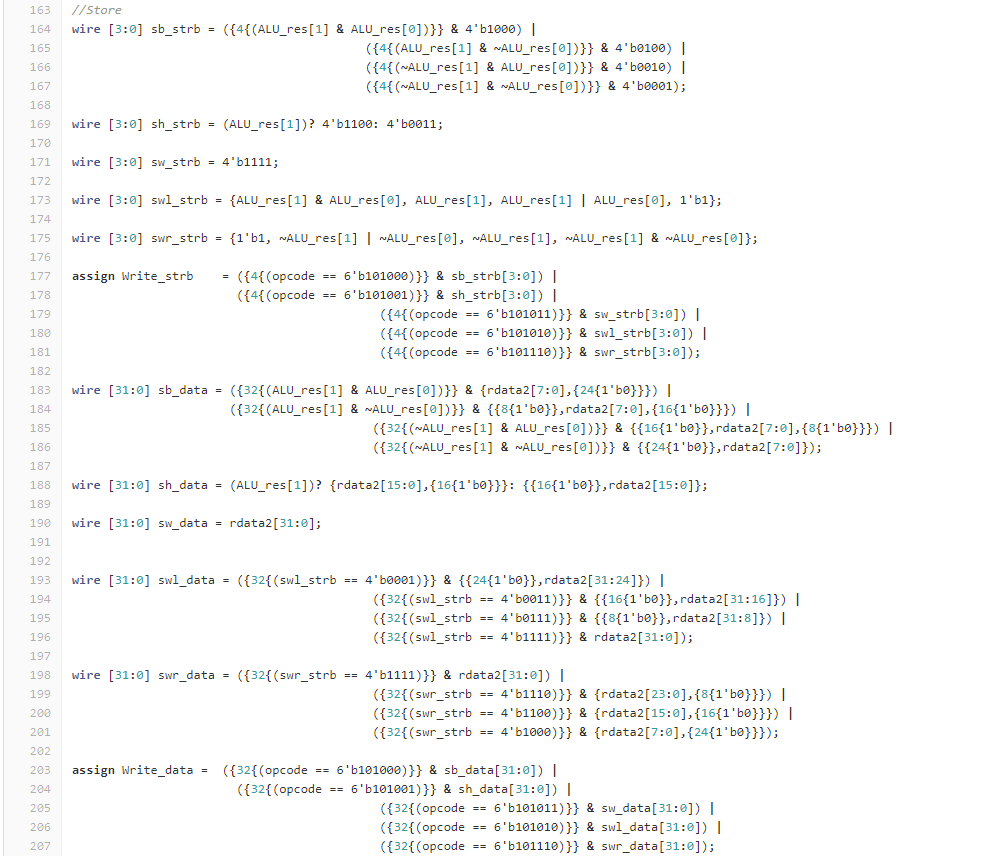 163 //Store
164 wire [3:0] sb_strb = ({4{(ALU_res[1] & ALU_res[0])}} & 4'b1000) |
165 ({4{(ALU_res[1] & ~ALU_res[0])}} & 4'b0100) |
166 ({4{(~ALU_res[1] & ALU_res[0])}} & 4'b0010) |
167 ({4{(~ALU_res[1] & ~ALU_res[0])}} & 4'b0001);
168
169 wire [3:0] sh_strb = (ALU_res[1])? 4'b1100: 4'b0011;
170
171 wire [3:0] sw_strb = 4'b1111;
172
173 wire [3:0] swl_strb = {ALU_res[1] & ALU_res[0], ALU_res[1], ALU_res[1] | ALU_res[0], 1'b1};
174
175 wire [3:0] swr_strb = {1'b1, ~ALU_res[1] | ~ALU_res[0], ~ALU_res[1], ~ALU_res[1] & ~ALU_res[0]};
176
177 assign Write_strb    = ({4{(opcode == 6'b101000)}} & sb_strb[3:0]) |
178 ({4{(opcode == 6'b101001)}} & sh_strb[3:0]) |
179 ({4{(opcode == 6'b101011)}} & sw_strb[3:0]) |
180 ({4{(opcode == 6'b101010)}} & swl_strb[3:0]) |
181 ({4{(opcode == 6'b101110)}} & swr_strb[3:0]);
182
183 wire [31:0] sb_data = ({32{(ALU_res[1] & ALU_res[0])}} & {rdata2[7:0],{24{1'b0}}}) |
184 ({32{(ALU_res[1] & ~ALU_res[0])}} & {{8{1'b0}},rdata2[7:0],{16{1'b0}}}) |
185 ({32{(~ALU_res[1] & ALU_res[0])}} & {{16{1'b0}},rdata2[7:0],{8{1'b0}}}) |
186 ({32{(~ALU_res[1] & ~ALU_res[0])}} & {{24{1'b0}},rdata2[7:0]});
187
188 wire [31:0] sh_data = (ALU_res[1])? {rdata2[15:0],{16{1'b0}}}: {{16{1'b0}},rdata2[15:0]};
189
190 wire [31:0] sw_data = rdata2[31:0];
191
192
193 wire [31:0] swl_data = ({32{(swl_strb == 4'b0001)}} & {{24{1'b0}},rdata2[31:24]}) |
194 ({32{(swl_strb == 4'b0011)}} & {{16{1'b0}},rdata2[31:16]}) |
195 ({32{(swl_strb == 4'b0111)}} & {{8{1'b0}},rdata2[31:8]}) |
196 ({32{(swl_strb == 4'b1111)}} & rdata2[31:0]);
197
198 wire [31:0] swr_data = ({32{(swr_strb == 4'b1111)}} & rdata2[31:0]) |
199 ({32{(swr_strb == 4'b1110)}} & {rdata2[23:0],{8{1'b0}}}) |
200 ({32{(swr_strb == 4'b1100)}} & {rdata2[15:0],{16{1'b0}}}) |
201 ({32{(swr_strb == 4'b1000)}} & {rdata2[7:0],{24{1'b0}}});
202
203 assign Write_data =  ({32{(opcode == 6'b101000)}} & sb_data[31:0]) |
204 ({32{(opcode == 6'b101001)}} & sh_data[31:0]) |
205 ({32{(opcode == 6'b101011)}} & sw_data[31:0]) |
206 ({32{(opcode == 6'b101010)}} & swl_data[31:0]) |
207 ({32{(opcode == 6'b101110)}} & swr_data[31:0]);